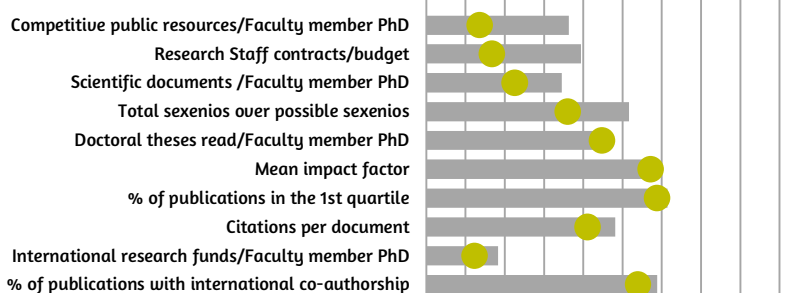 Competitive public resources/Faculty member PhD
Research Staff contracts/budget
Scientific documents /Faculty member PhD
Total sexenios over possible sexenios
Doctoral theses read/Faculty member PhD
Mean impact factor
% of publications in the 1st quartile
Citations per document
International research funds/Faculty member PhD
% of publications with international co-authorship